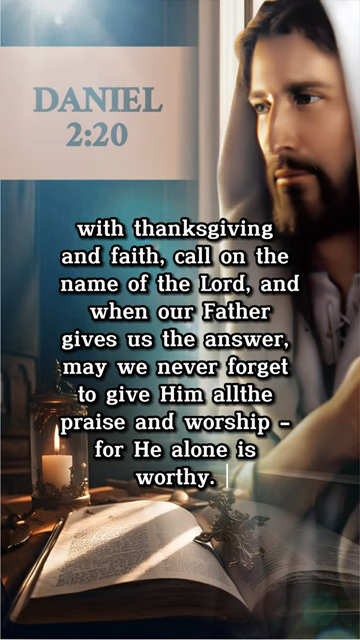 DANIEL
2:20
with thanksgiving
and faith, call on the
name of the Lord, and
when our Father
gives us the answer,
may we never forget
to give Him allthe
praise and worship –
for He alone is
worthy.